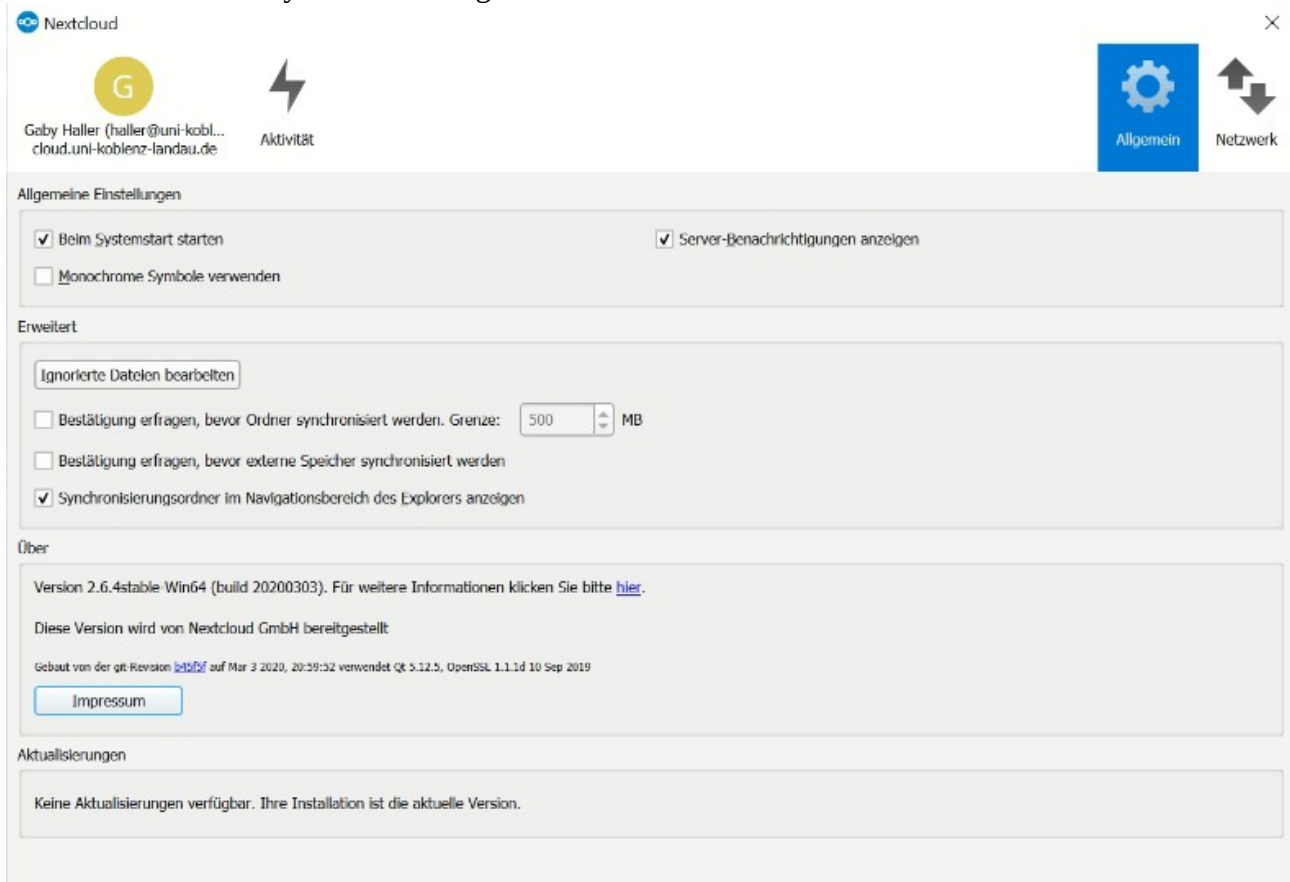 Nextcloud
G
Gaby Haller (haller@uni-kobl...
cloud.uni-koblenz-landau.de
Aktivität
Allgemein
Netzwerk
Allgemeine Einstellungen
Beim Systemstart starten
Server-Benachrichtigungen anzeigen
Monochrome Symbole verwenden
Erweitert
Ignorierte Dateien bearbeiten
Bestätigung erfragen, bevor Ordner synchronisiert werden. Grenze: 500 MB
Bestätigung erfragen, bevor externe Speicher synchronisiert werden
Synchronisierungsordner im Navigationsbereich des Explorers anzeigen
Über
Version 2.6.4stable-Win64 (build 20200303). Für weitere Informationen klicken Sie bitte hier.
Diese Version wird von Nextcloud GmbH bereitgestellt
Gebaut von der git-Revision b45f5f auf Mar 3 2020, 20:59:52 verwendet Qt 5.12.5, OpenSSL 1.1.1d 10 Sep 2019
Impressum
Aktualisierungen
Keine Aktualisierungen verfügbar. Ihre Installation ist die aktuelle Version.